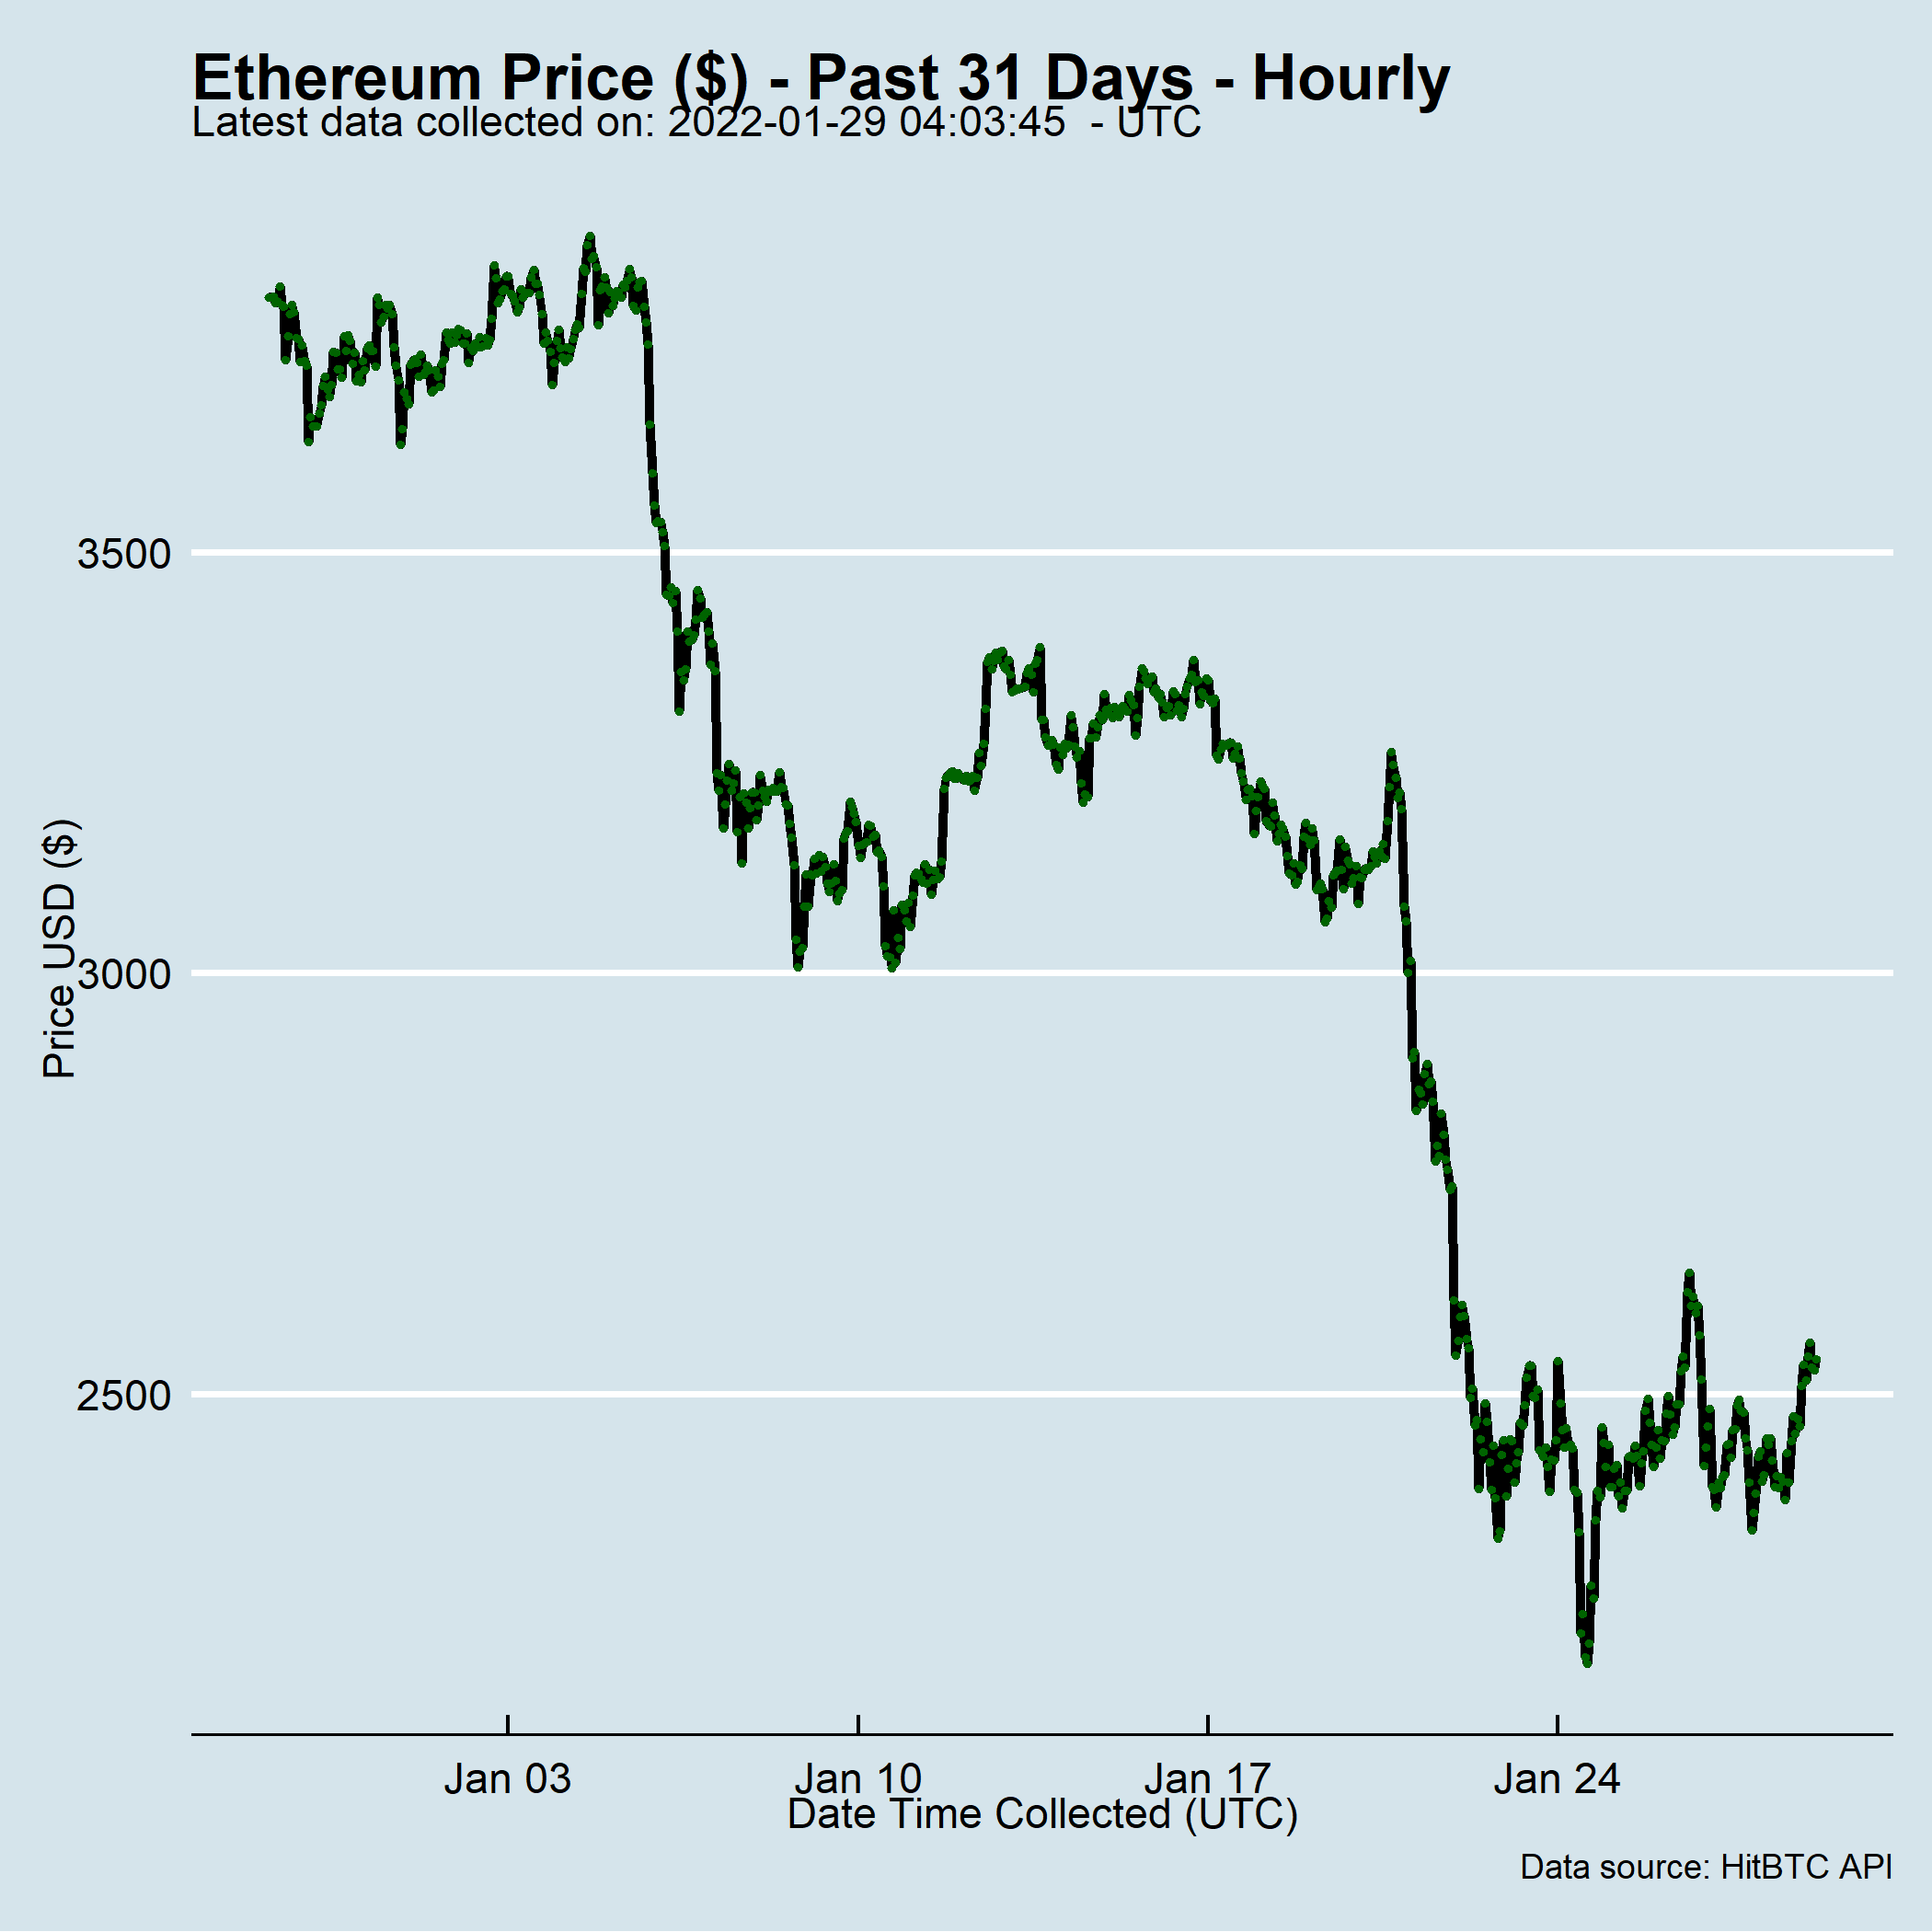 Ethereum Price ($) - Past 31 Days - Hourly
Latest data collected on: 2022-01-29 04:03:45  - UTC
Price USD ($)
3500
3000
2500
Jan 03
Jan 10
Jan 17
Jan 24
Date Time Collected (UTC)
Data source: HitBTC API